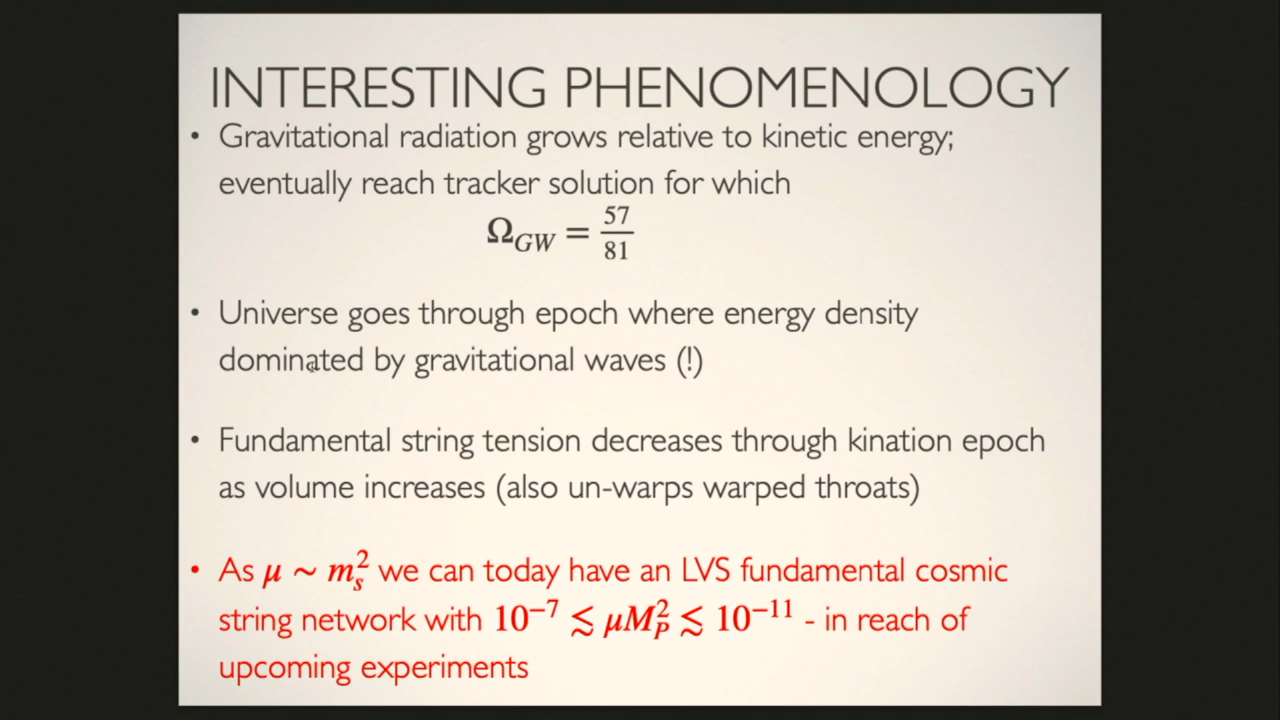 INTERESTING PHENOMENOLOGY
• Gravitational radiation grows relative to kinetic energy;
eventually reach tracker solution for which
Ω_GW = 57/81
• Universe goes through epoch where energy density
dominated by gravitational waves (!)
• Fundamental string tension decreases through kination epoch
as volume increases (also un-warps warped throats)
• As μ ~ m_s^2 we can today have an LVS fundamental cosmic
string network with 10^−7 ≲ μM_P^2 ≲ 10^−11 - in reach of
upcoming experiments